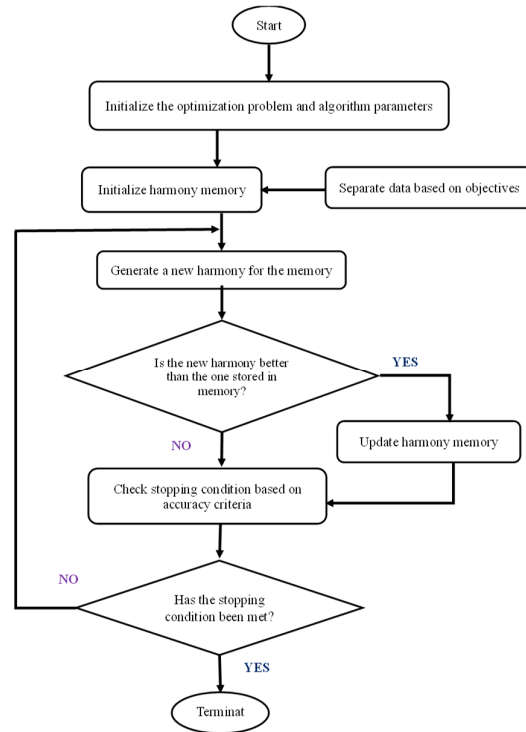 Start
Initialize the optimization problem and algorithm parameters
Initialize harmony memory
Separate data based on objectives
Generate a new harmony for the memory
Is the new harmony better
than the one stored in
memory?
YES
NO
Update harmony memory
Check stopping condition based on
accuracy criteria
NO
Has the stopping
condition been met?
YES
Terminat